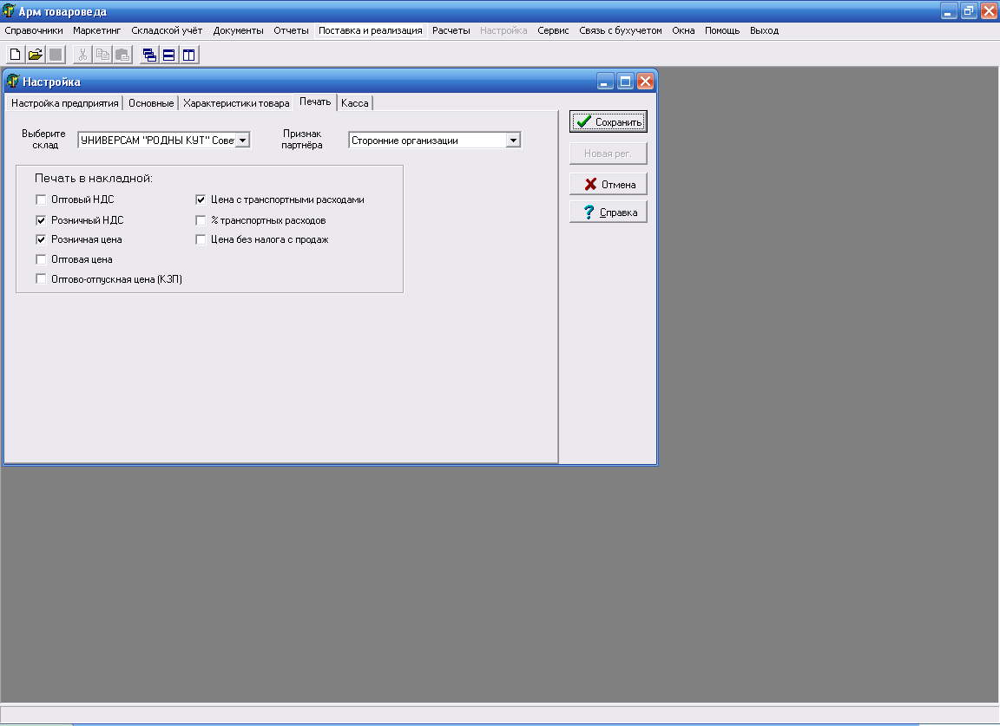 Арм товароведа
Справочники Маркетинг Складской учёт Документы Отчеты Поставка и реализация Расчеты Настройка Сервис Связь с бухучетом Окна Помощь Выход
Настройка
Настройка предприятия Основные Характеристики товара Печать Касса
Выберите склад
УНИВЕРСАМ "РОДНЫ КУТ" Сове
Признак партнёра
Сторонние организации
Сохранить
Новая рег.
Отмена
? Справка
Печать в накладной:
Оптовый НДС
Цена с транспортными расходами
Розничный НДС
% транспортных расходов
Розничная цена
Цена без налога с продаж
Оптовая цена
Оптово-отпускная цена (КЗП)